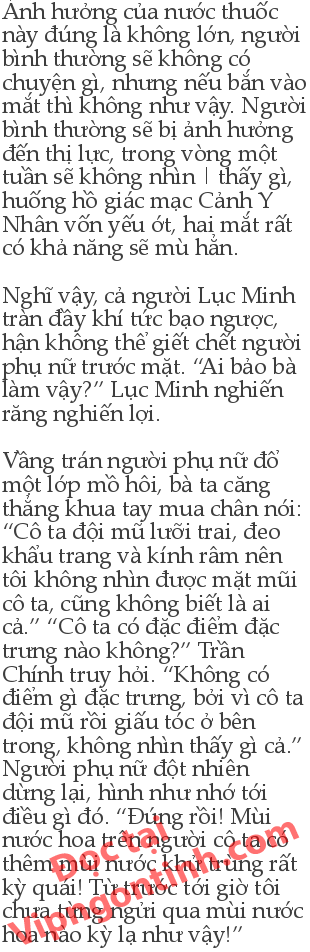 Ảnh hưởng của nước thuốc
này đúng là không lớn, người
bình thường sẽ không có
chuyện gì, nhưng nếu bắn vào
mắt thì không như vậy. Người
bình thường sẽ bị ảnh hưởng
đến thị lực, trong vòng một
tuần sẽ không nhìn | thấy gì,
huống hồ giác mạc Cảnh Y
Nhân vốn yếu ớt, hai mắt rất
có khả năng sẽ mù hẳn.
Nghĩ vậy, cả người Lục Minh
tràn đầy khí tức bạo ngược,
hận không thể giết chết người
phụ nữ trước mặt. “Ai bảo bà
làm vậy?” Lục Minh nghiến
răng nghiến lợi.
Vầng trán người phụ nữ đổ
một lớp mồ hôi, bà ta căng
thẳng khua tay mua chân nói:
“Cô ta đội mũ lưỡi trai, đeo
khẩu trang và kính râm nên
tôi không nhìn được mặt mũi
cô ta, cũng không biết là ai
cả.” “Cô ta có đặc điểm đặc
trưng nào không?” Trần
Chính truy hỏi. “Không có
điểm gì đặc trưng, bởi vì cô ta
đội mũ rồi giấu tóc ở bên
trong, không nhìn thấy gì cả.”
Người phụ nữ đột nhiên
dừng lại, hình như nhớ tới
điều gì đó. “Đúng rồi! Mùi
nước hoa trên người cô ta có
thêm mùi nước khử trùng rất
kỳ quái! Từ trước tới giờ tôi
chưa từng ngửi qua mùi nước
hoa nào kỳ lạ như vậy!”
Đọc tại
Vipngontinh.com